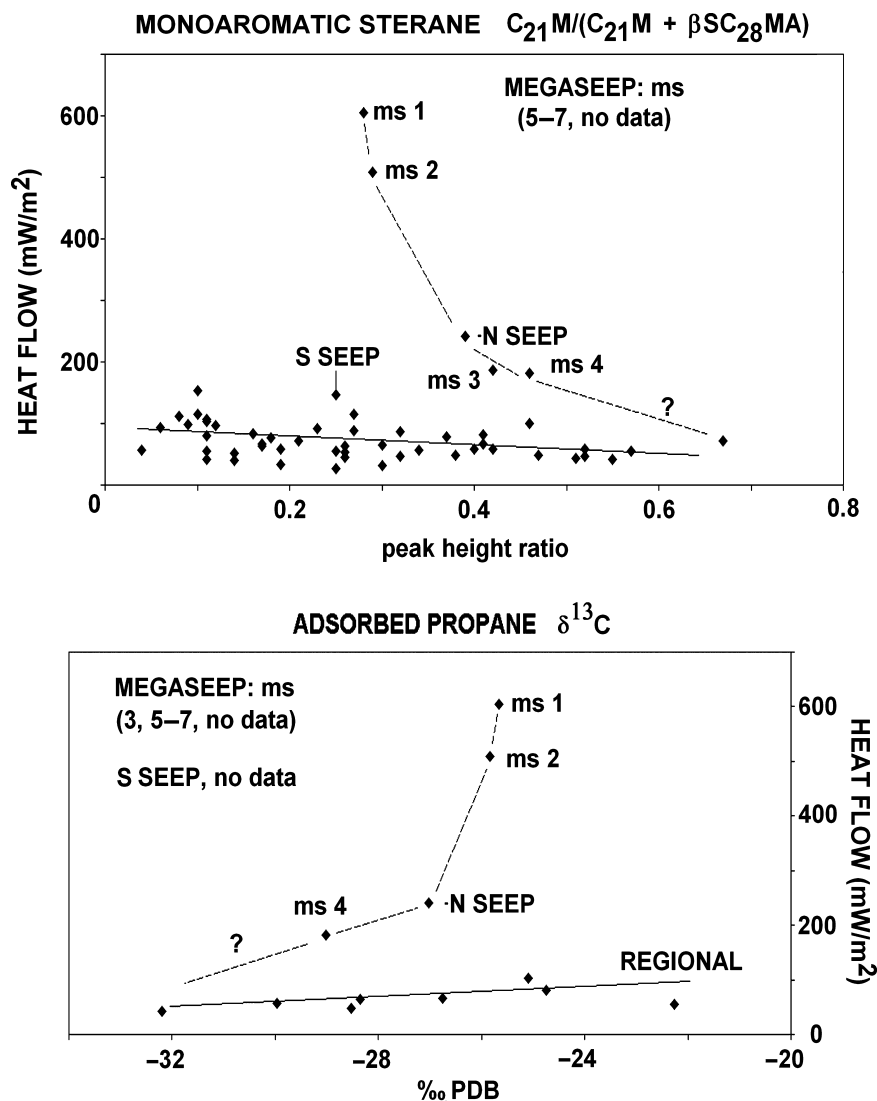 MONOAROMATIC STERANE C21M/(C21M + βSC28MA)
MEGASEEP: ms
(5–7, no data)
600
400
200
0
HEAT FLOW (mW/m2)
ms 1
ms 2
N SEEP
S SEEP
ms 3
ms 4
?
0.2
0.4
0.6
0.8
peak height ratio
ADSORBED PROPANE δ13C
MEGASEEP: ms
(3, 5–7, no data)
S SEEP, no data
ms 1
ms 2
ms 4
N SEEP
?
REGIONAL
600
400
200
0
HEAT FLOW (mW/m2)
–32
–28
–24
–20
‰ PDB